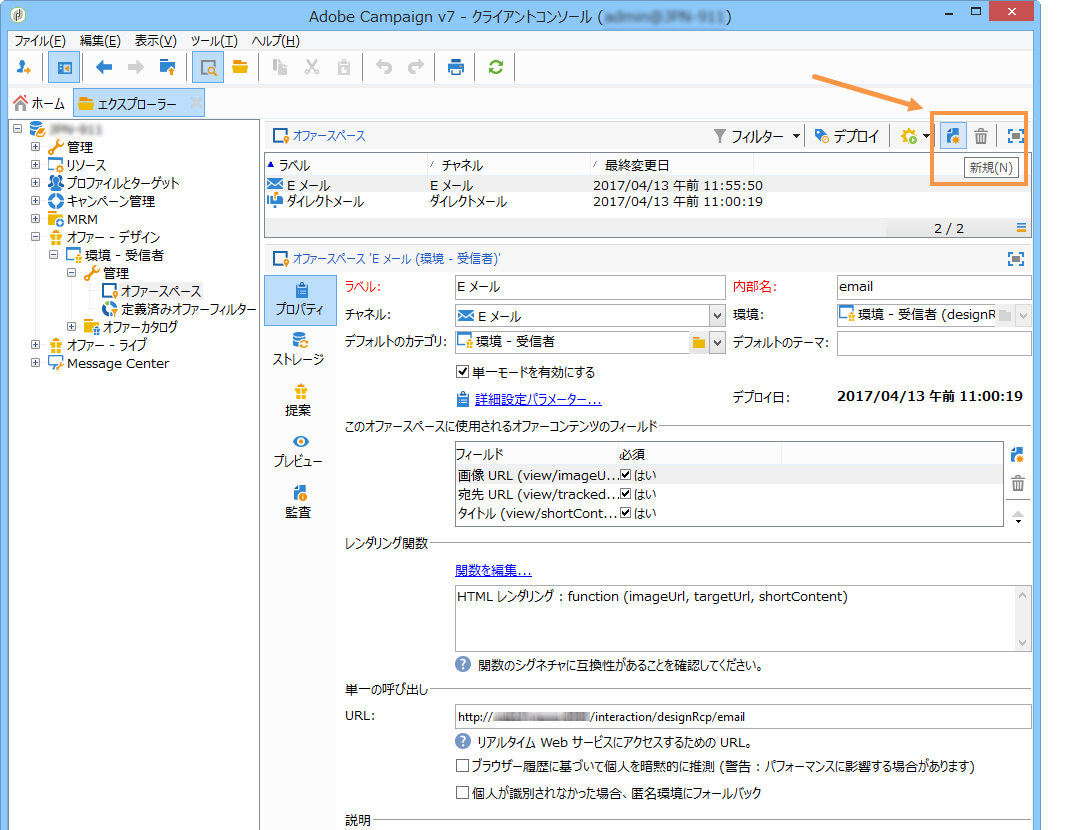 Adobe Campaign v7 - クライアントコンソール (admin@JPN-911)
ファイル(F) 編集(E) 表示(V) ツール(T) ヘルプ(H)
ホーム エクスプローラー
JPN-911
管理
リソース
プロファイルとターゲット
キャンペーン管理
MRM
オファー - デザイン
環境 - 受信者
管理
オファースペース
定義済みオファーフィルター
オファーカタログ
オファー - ライブ
Message Center
オファースペース フィルター デプロイ
新規(N)
ラベル チャネル 最終変更日
E メール E メール 2017/04/13 午前 11:55:50
ダイレクトメール ダイレクトメール 2017/04/13 午前 11:00:19
2 / 2
オファースペース 'E メール (環境 - 受信者)'
プロパティ
ストレージ
提案
プレビュー
監査
ラベル: E メール 内部名: email
チャネル: E メール 環境: 環境 - 受信者 (designR
デフォルトのカテゴリ: 環境 - 受信者 デフォルトのテーマ:
単一モードを有効にする
詳細設定パラメーター... デプロイ日: 2017/04/13 午前 11:00:19
このオファースペースに使用されるオファーコンテンツのフィールド
フィールド 必須
画像 URL (view/imageU... はい
宛先 URL (view/tracked... はい
タイトル (view/shortCont... はい
レンダリング関数
関数を編集...
HTML レンダリング : function (imageUrl, targetUrl, shortContent)
関数のシグネチャに互換性があることを確認してください。
単一の呼び出し
URL: http:// /interaction/designRcp/email
リアルタイム Web サービスにアクセスするための URL。
ブラウザー履歴に基づいて個人を暗黙的に推測 (警告 : パフォーマンスに影響する場合があります)
個人が識別されなかった場合、匿名環境にフォールバック
説明